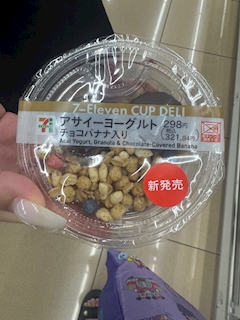 7-Eleven CUP DELI
7
ELEVEN
アサイーヨーグルト
チョコバナナ入り
298円
321.84円
Acai Yogurt, Granola & Chocolate-Covered Banana
新発売